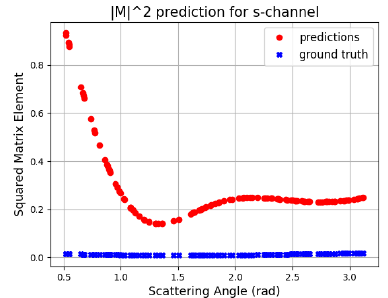 |M|^2 prediction for s-channel
predictions
ground truth
Squared Matrix Element
0.8
0.6
0.4
0.2
0.0
0.5 1.0 1.5 2.0 2.5 3.0
Scattering Angle (rad)